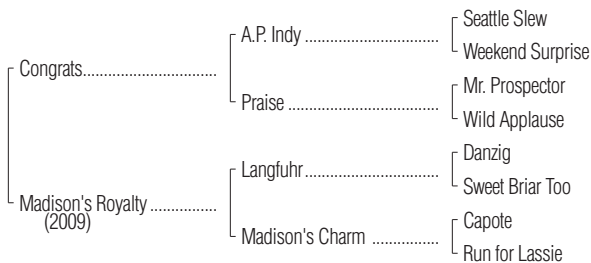 Seattle Slew
A.P. Indy
Weekend Surprise
Congrats
Mr. Prospector
Praise
Wild Applause
Danzig
Langfuhr
Sweet Briar Too
Madison's Royalty
(2009)
Capote
Madison's Charm
Run for Lassie